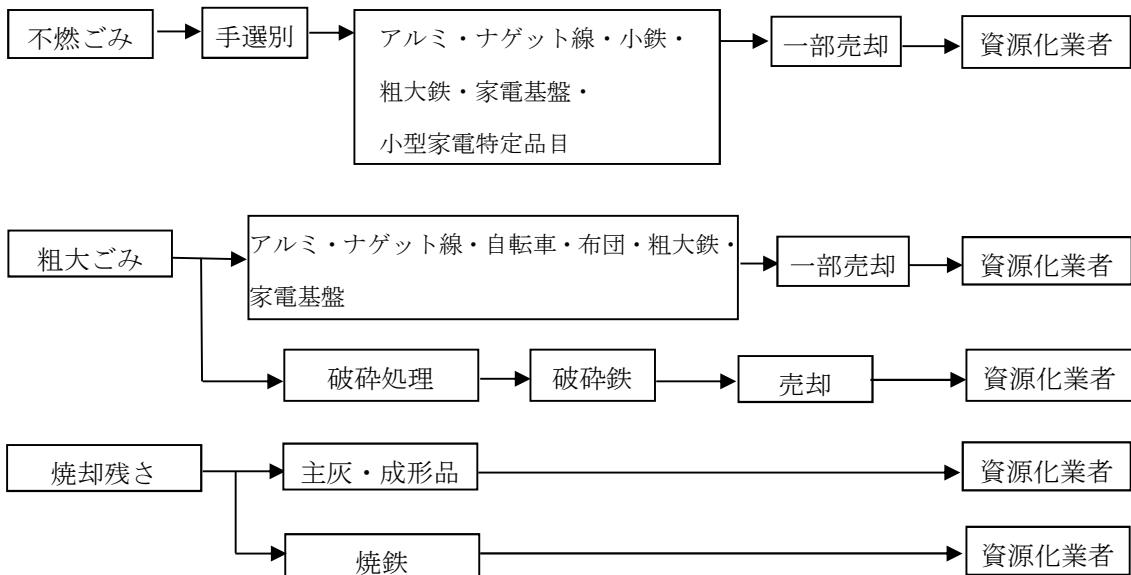 不燃ごみ
手選別
アルミ・ナゲット線・小鉄・
粗大鉄・家電基盤・
小型家電特定品目
一部売却
資源化業者
粗大ごみ
アルミ・ナゲット線・自転車・布団・粗大鉄・
家電基盤
一部売却
資源化業者
破砕処理
破砕鉄
売却
資源化業者
焼却残さ
主灰・成形品
資源化業者
焼鉄
資源化業者